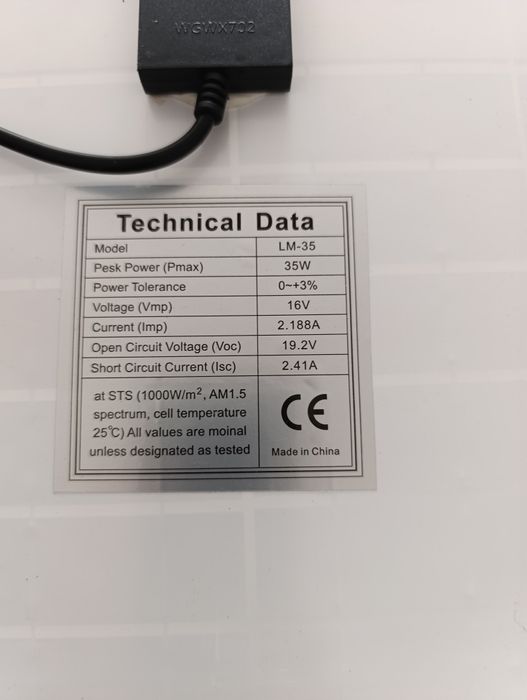 WGWX702
Technical Data
Model LM-35
Pesk Power (Pmax) 35W
Power Tolerance 0~+3%
Voltage (Vmp) 16V
Current (Imp) 2.188A
Open Circuit Voltage (Voc) 19.2V
Short Circuit Current (Isc) 2.41A
at STS (1000W/m², AM1.5
spectrum, cell temperature
25℃) All values are moinal
unless designated as tested
CE
Made in China